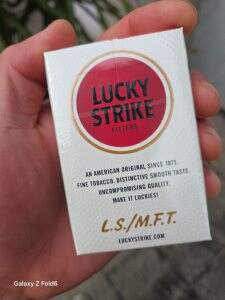 LUCKY
STRIKE
FILTERS
AN AMERICAN ORIGINAL SINCE 1871.
FINE TOBACCO. DISTINCTIVE SMOOTH TASTE.
UNCOMPROMISING QUALITY.
MAKE IT LUCKIES!
L.S./M.F.T.
LUCKYSTRIKE.COM
Galaxy Z Fold6